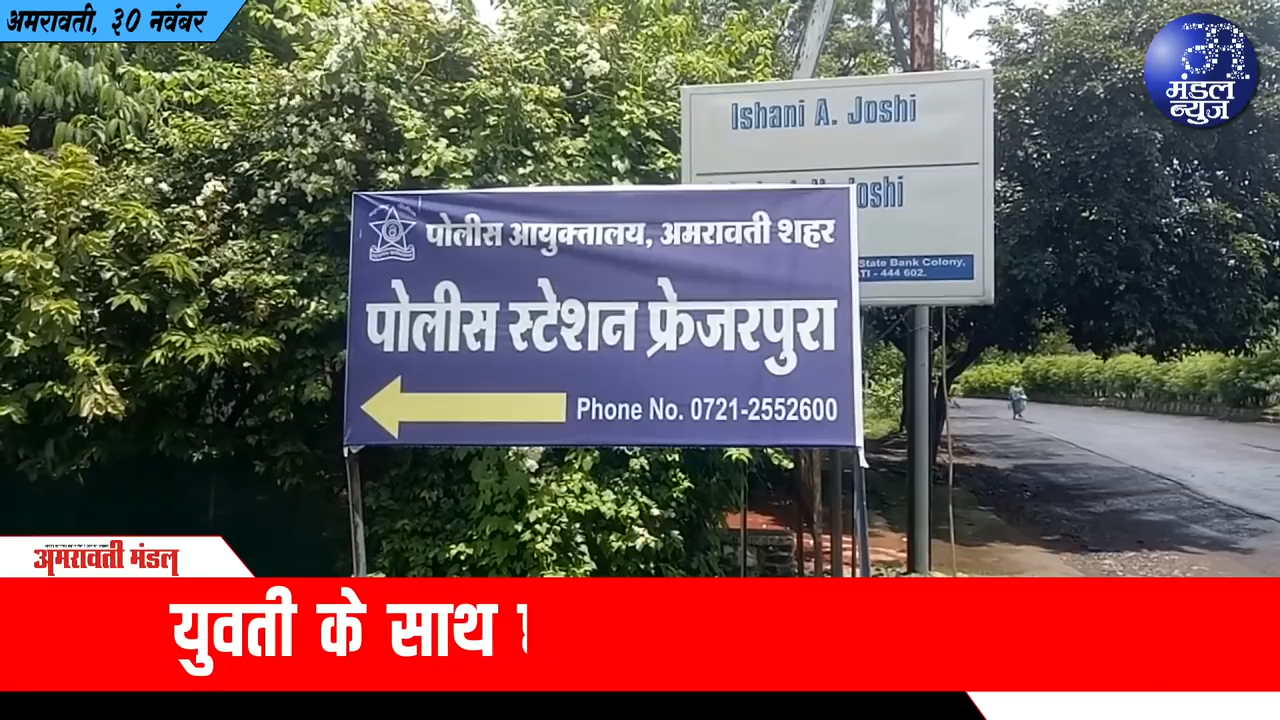 अमरावती, ३० नवंबर
मंडल
न्युज
Ishani A. Joshi
Joshi
State Bank Colony,
- 444 602.
पोलीस आयुक्तालय, अमरावती शहर
पोलीस स्टेशन फ्रेजरपुरा
Phone No. 0721-2552600
अमरावती मंडल
युवती के साथ